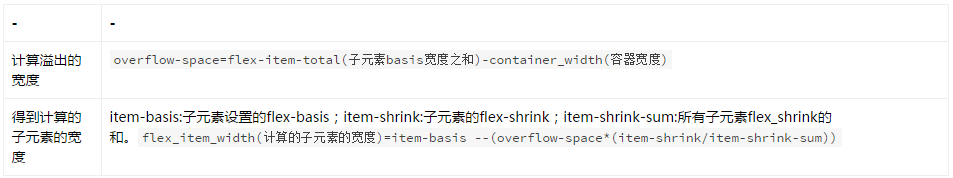 - -
计算溢出的
宽度
overflow-space=flex-item-total(子元素basis宽度之和)-container_width(容器宽度)
得到计算的
子元素的宽
度
item-basis:子元素设置的flex-basis；item-shrink:子元素的flex-shrink；item-shrink-sum:所有子元素flex_shrink的
和。flex_item_width(计算的子元素的宽度)=item-basis --(overflow-space*(item-shrink/item-shrink-sum))